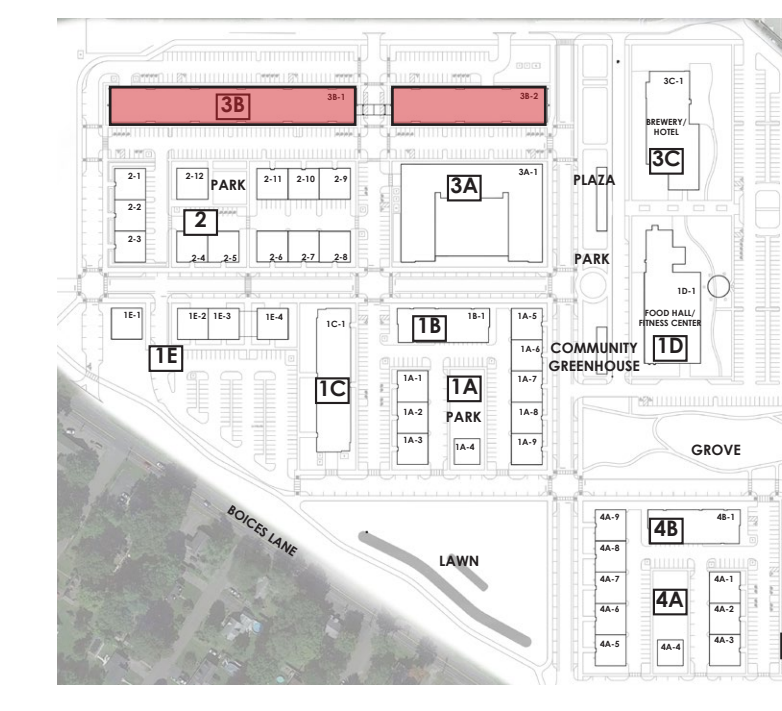 3C-1
3B
3B-1
3B-2
BREWERY/
HOTEL
3C
2-1
2-12
PARK
2-11
2-10
2-9
3A
3A-1
PLAZA
2-2
2
2-3
2-4
2-5
2-6
2-7
2-8
PARK
1D-1
1E-1
1E-2
1E-3
1E-4
1C-1
1B
1B-1
1A-5
FOOD HALL/
FITNESS CENTER
1D
1E
1A-6
COMMUNITY
GREENHOUSE
1C
1A-1
1A
1A-7
1A-2
PARK
1A-8
1A-3
1A-4
1A-9
GROVE
BOICES LANE
LAWN
4A-9
4B
4B-1
4A-8
4A-7
4A-1
4A
4A-6
4A-2
4A-5
4A-4
4A-3